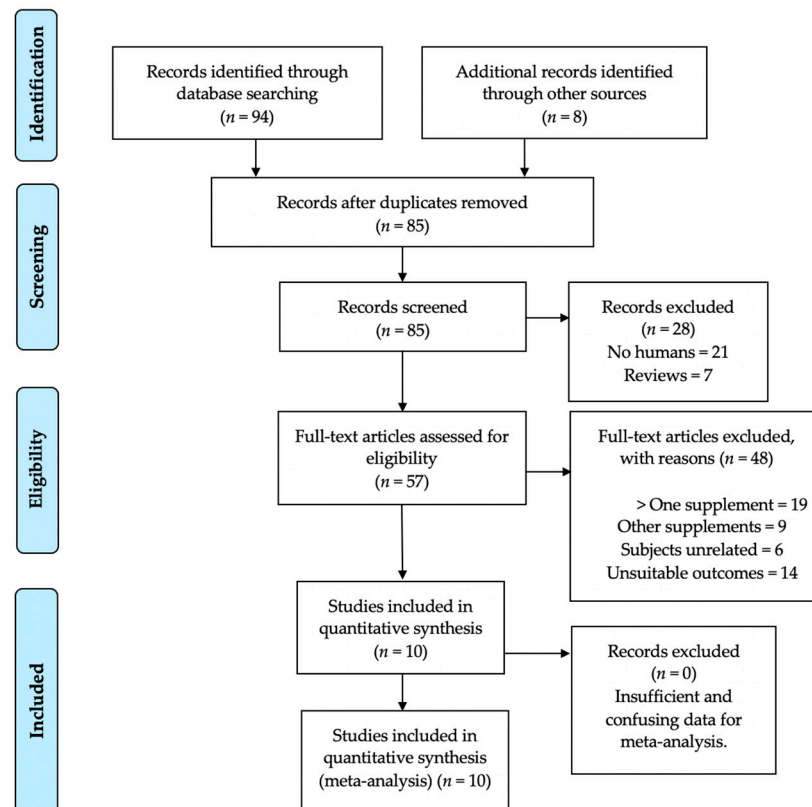 Identification
Records identified through
database searching
(n = 94)
Additional records identified
through other sources
(n = 8)
Screening
Records after duplicates removed
(n = 85)
Records screened
(n = 85)
Records excluded
(n = 28)
No humans = 21
Reviews = 7
Eligibility
Full-text articles assessed for
eligibility
(n = 57)
Full-text articles excluded,
with reasons (n = 48)
> One supplement = 19
Other supplements = 9
Subjects unrelated = 6
Unsuitable outcomes = 14
Included
Studies included in
quantitative synthesis
(n = 10)
Records excluded
(n = 0)
Insufficient and
confusing data for
meta-analysis.
Studies included in
quantitative synthesis
(meta-analysis) (n = 10)